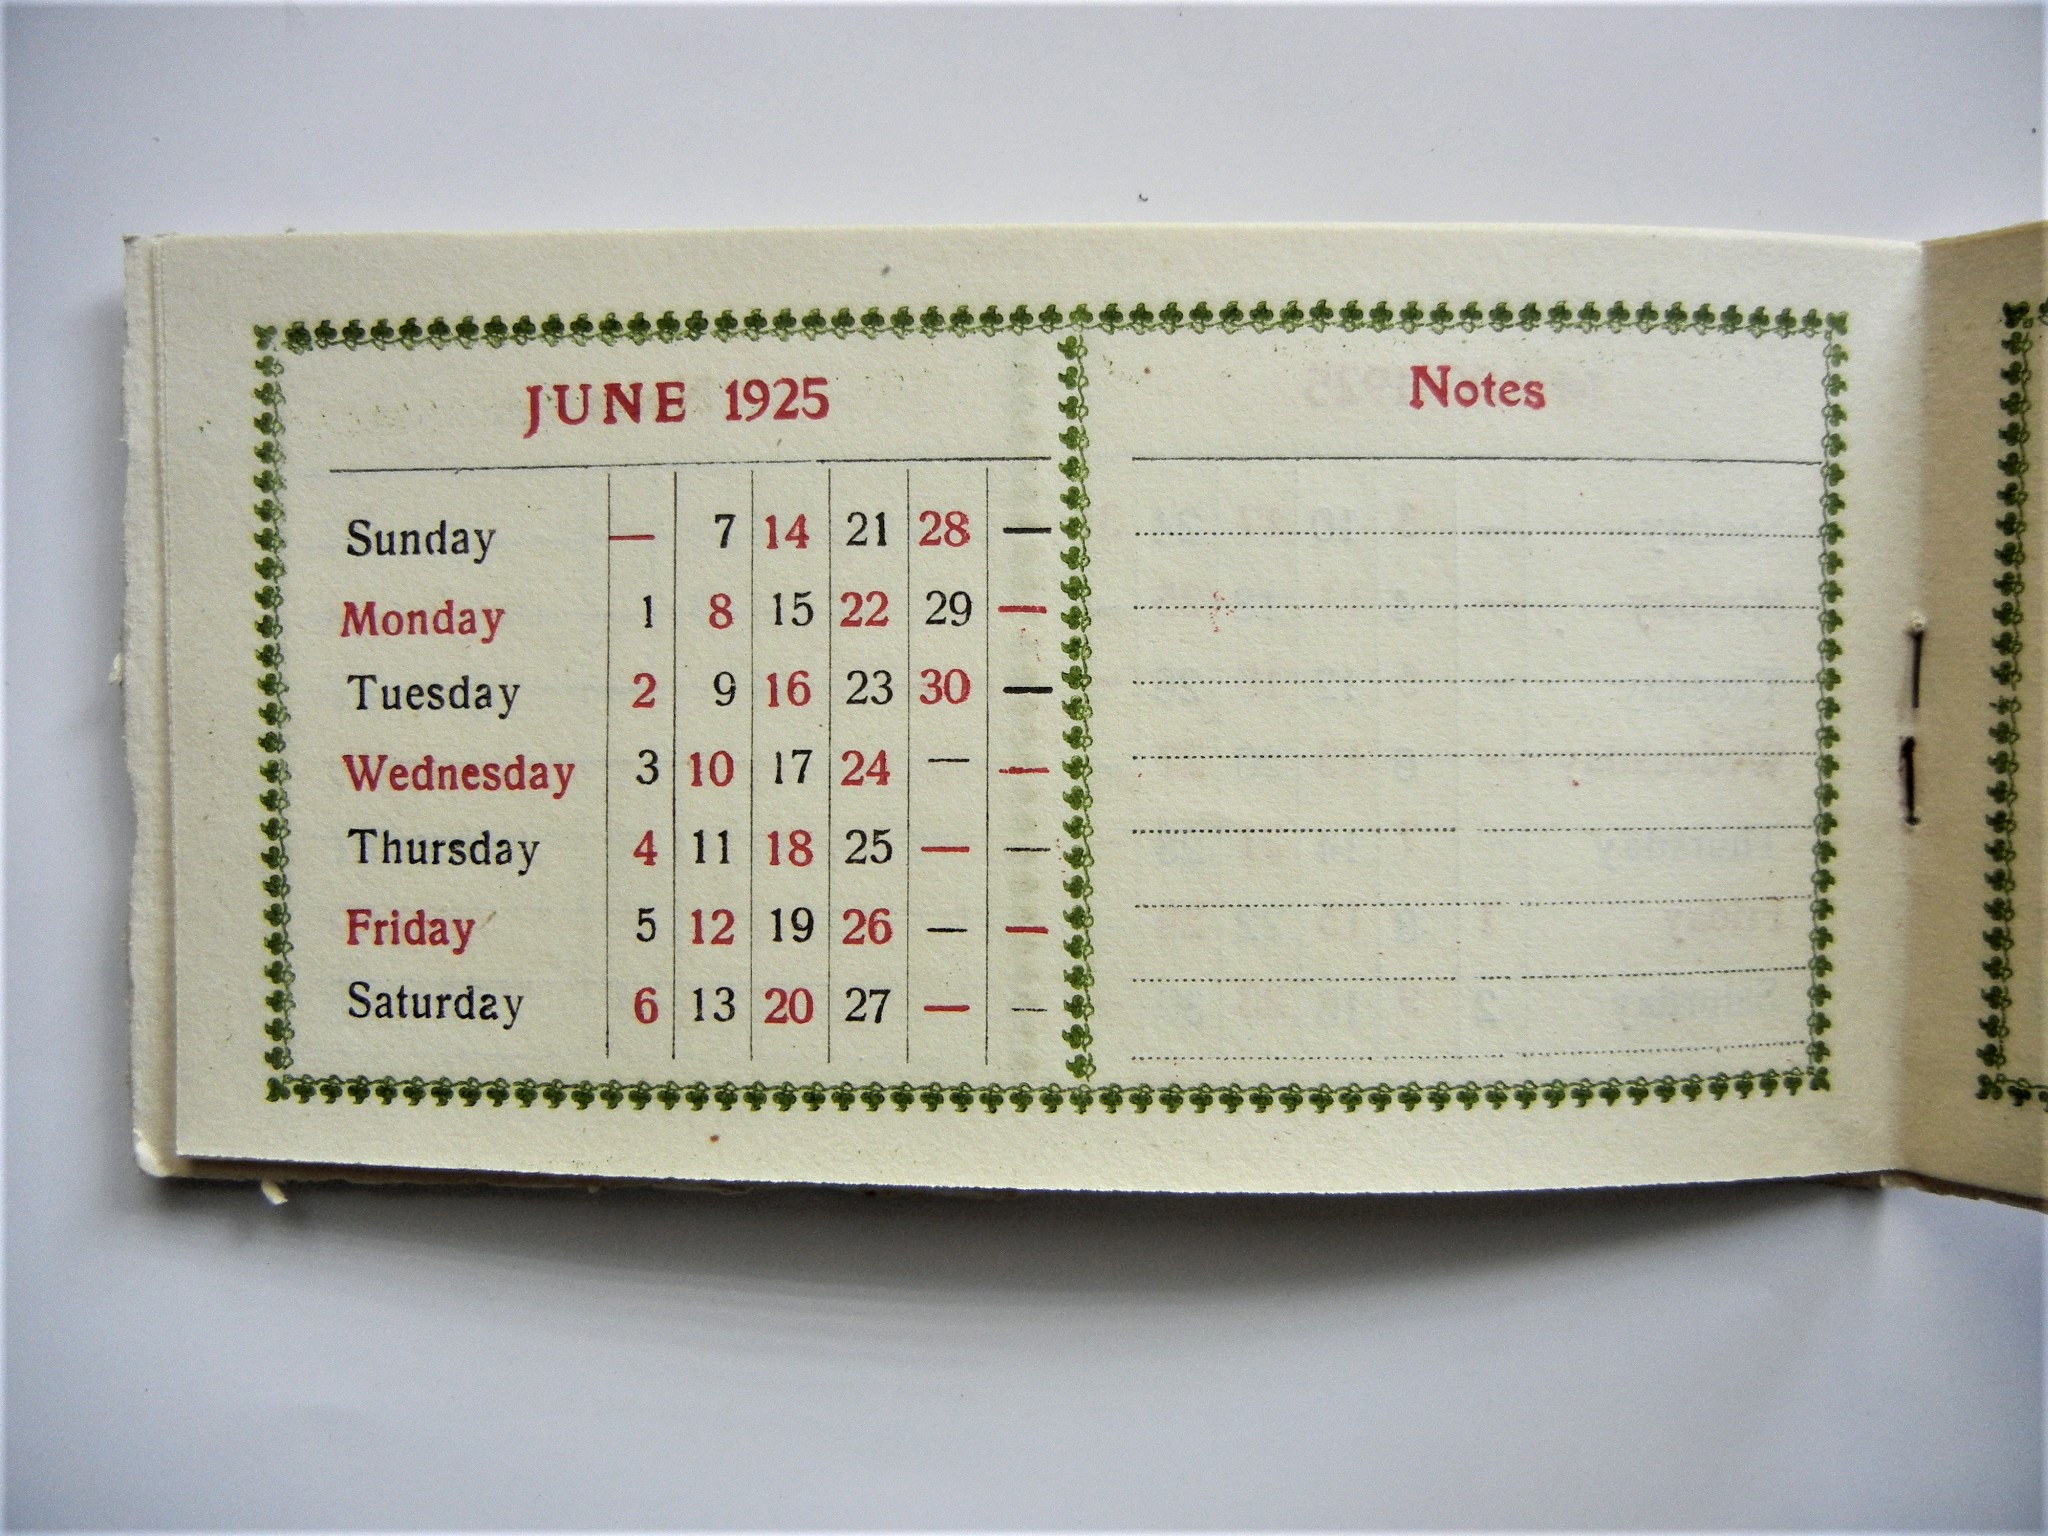 JUNE 1925
Sunday — 7 14 21 28 —
Monday 1 8 15 22 29 —
Tuesday 2 9 16 23 30 —
Wednesday 3 10 17 24 — —
Thursday 4 11 18 25 — —
Friday 5 12 19 26 — —
Saturday 6 13 20 27 — —
Notes